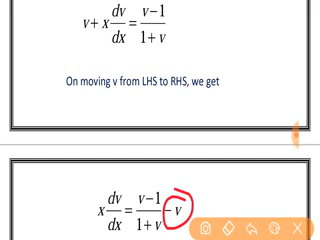 v + x dv/dx = v−1/1+v
On moving v from LHS to RHS, we get
x dv/dx = v−1/1+v − v